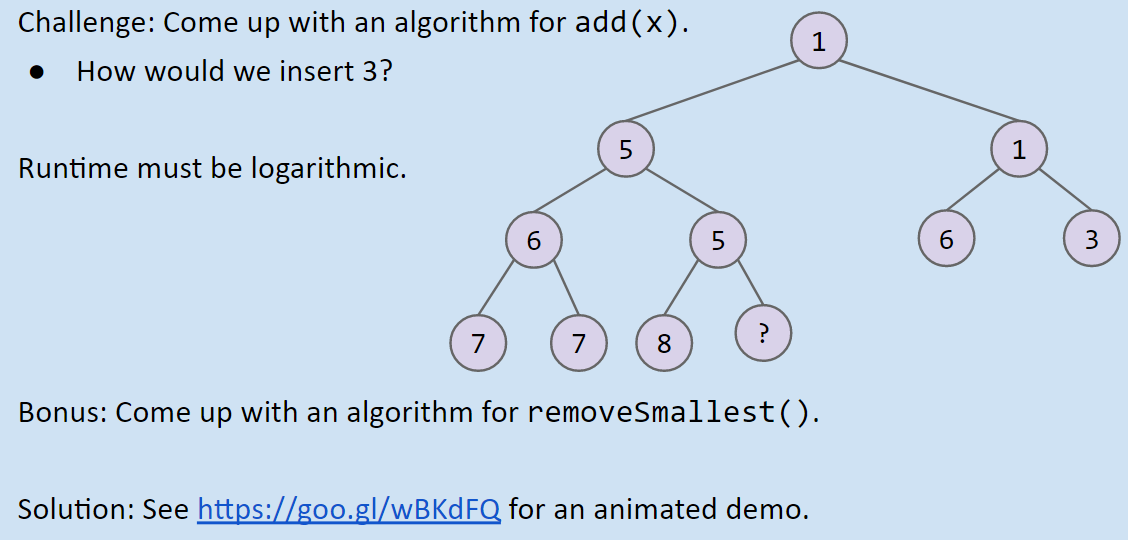 Challenge: Come up with an algorithm for add(x).
● How would we insert 3?
Runtime must be logarithmic.
1
5 1
6 5 6 3
7 7 8 ?
Bonus: Come up with an algorithm for removeSmallest().
Solution: See https://goo.gl/wBKdFQ for an animated demo.